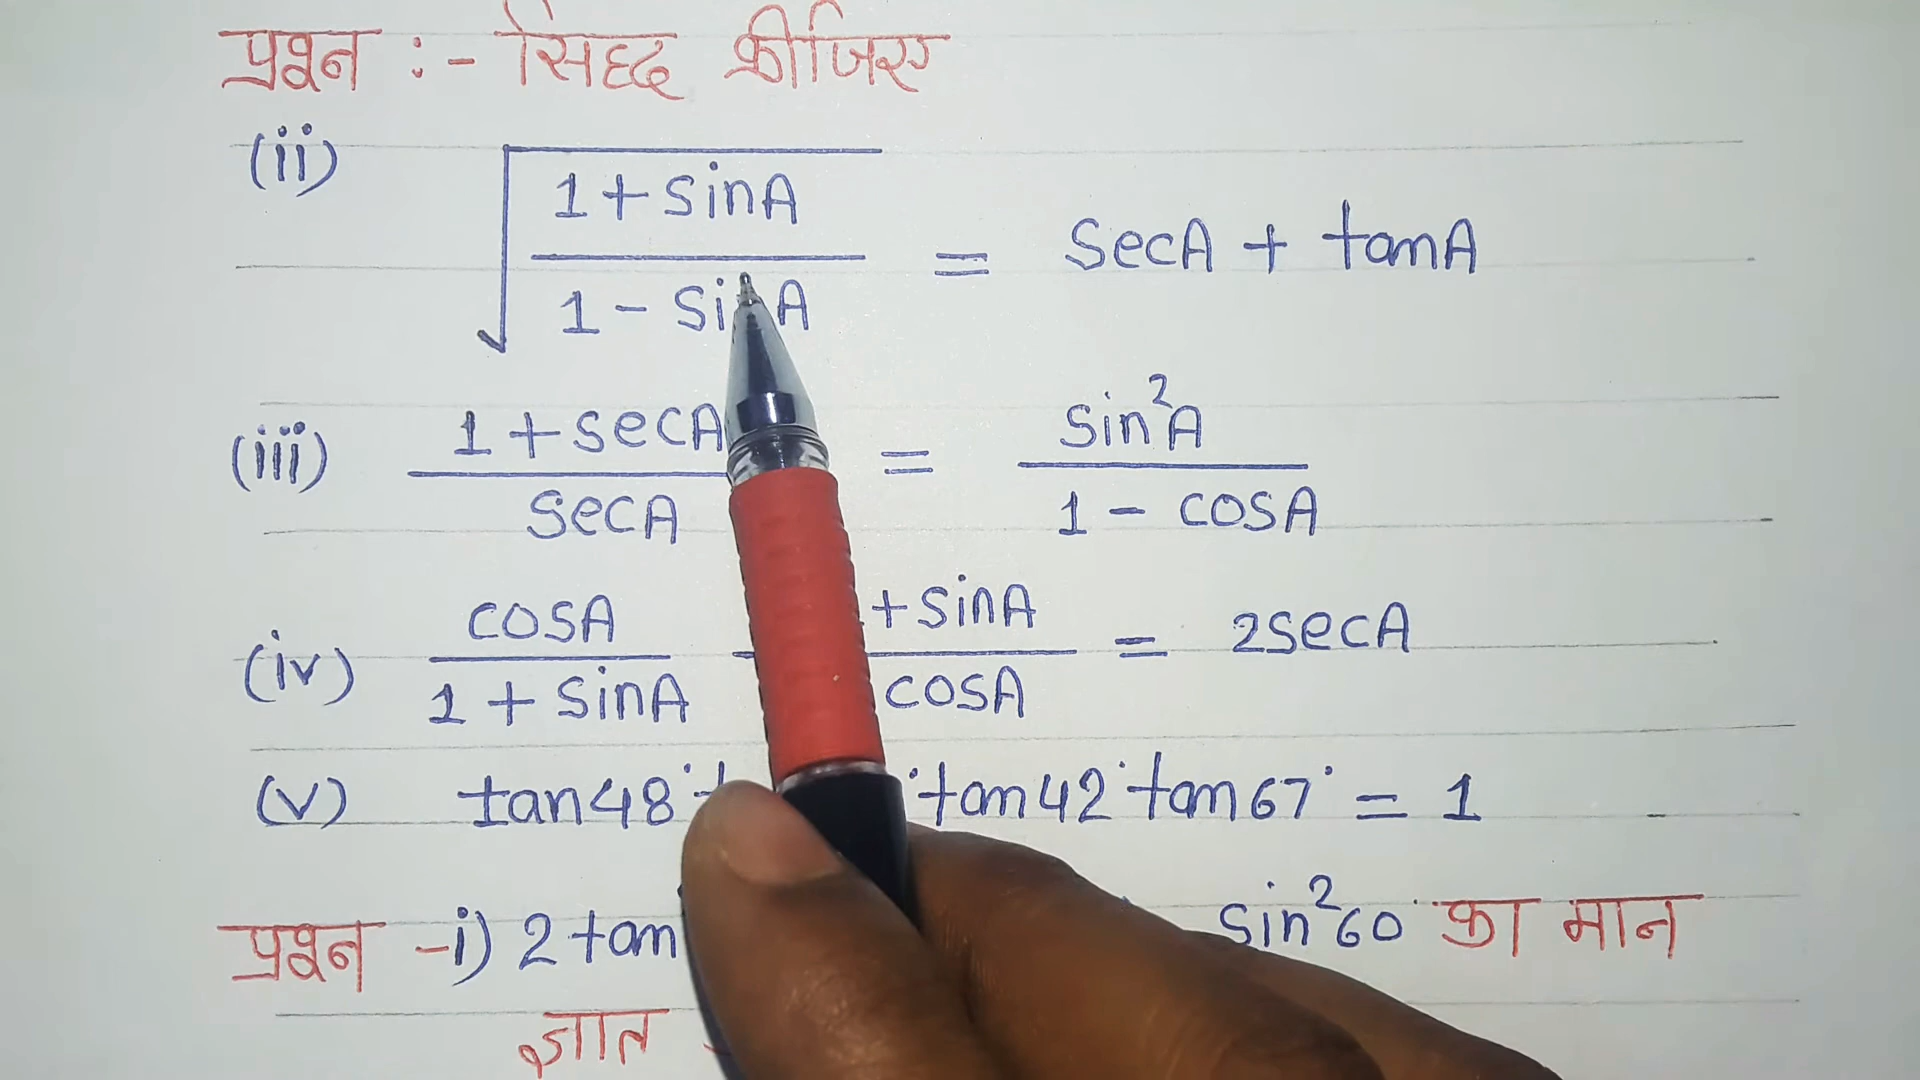 प्रश्न :- सिद्ध कीजिए
(ii) √(1+sinA / 1-sinA) = secA + tanA
(iii) 1+secA / secA = sin²A / 1-cosA
(iv) cosA / 1+sinA +sinA / cosA = 2secA
(v) tan48° tan42° tan67° = 1
प्रश्न -i) 2tan sin²60° का मान
ज्ञात